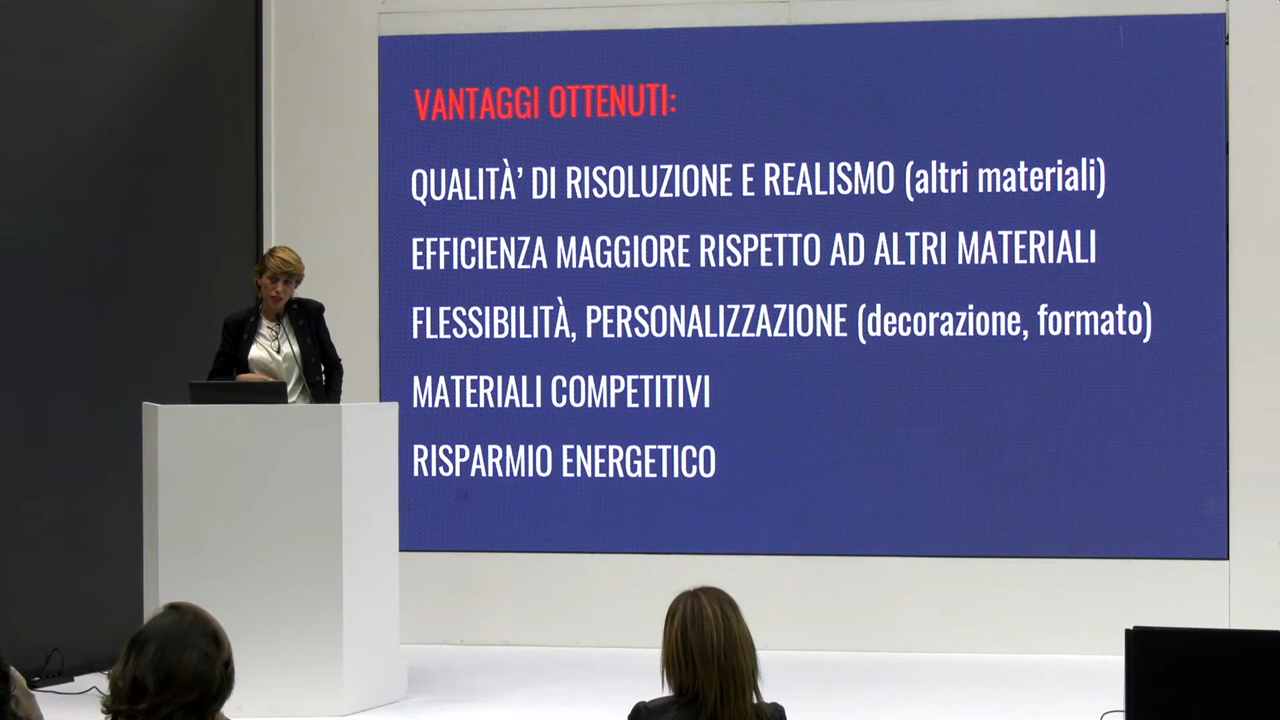 VANTAGGI OTTENUTI:
QUALITÀ’ DI RISOLUZIONE E REALISMO (altri materiali)
EFFICIENZA MAGGIORE RISPETTO AD ALTRI MATERIALI
FLESSIBILITÀ, PERSONALIZZAZIONE (decorazione, formato)
MATERIALI COMPETITIVI
RISPARMIO ENERGETICO